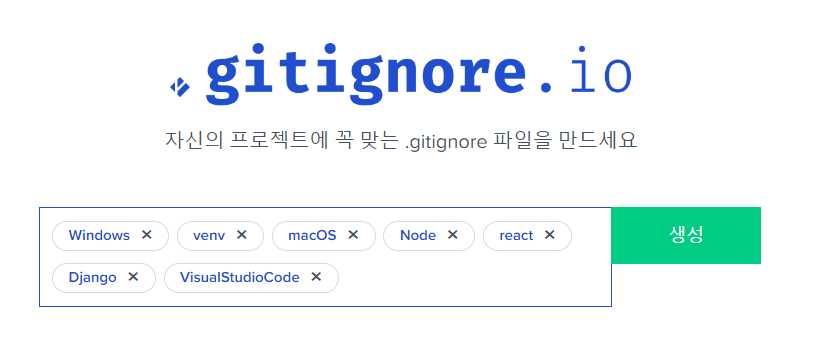 gitignore.io
자신의 프로젝트에 꼭 맞는 .gitignore 파일을 만드세요
Windows × venv × macOS × Node × react × 생성
Django × VisualStudioCode ×